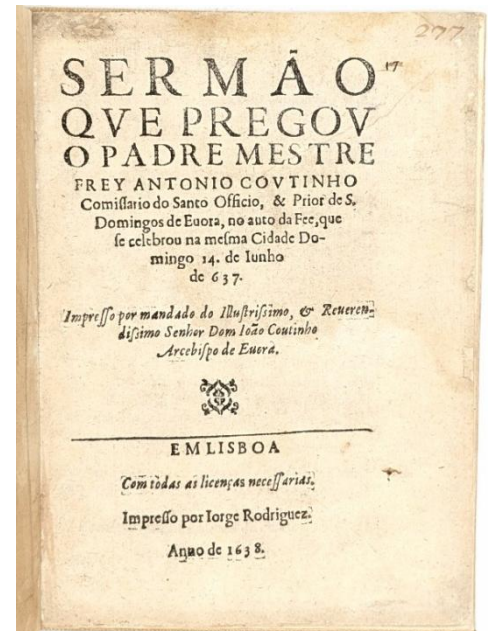 277
SERMÃO
QVE PREGOV
O PADRE MESTRE
FREY ANTONIO COVTINHO
Comiſſario do Santo Officio, & Prior de S.
Domingos de Euora, no auto da Fee, que
ſe celebrou na meſma Cidade Do-
mingo 14. de Iunho
de 637.
Impreſſo por mandado do Illuſtriſsimo, & Reueren-
diſsimo Senhor Dom Ioão Coutinho
Arcebiſpo de Euora.
EM LISBOA
Com todas as licenças neceſſarias.
Impreſſo por Iorge Rodriguez.
Anno de 1638.